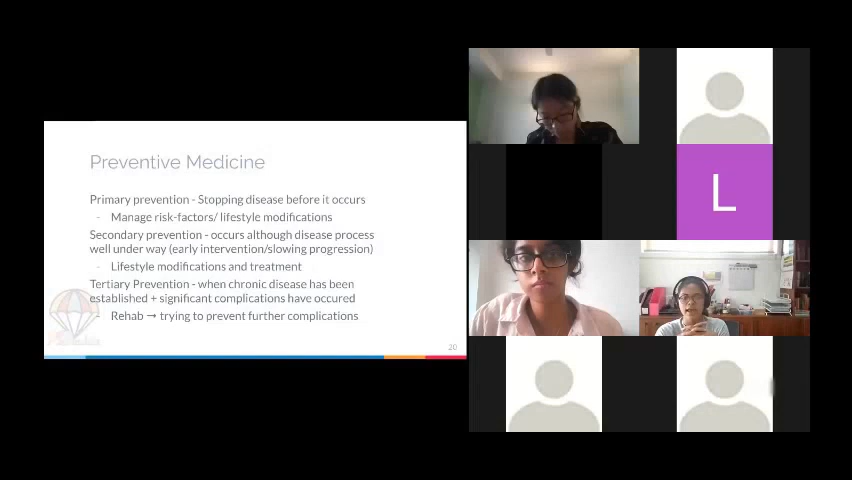 Preventive Medicine
Primary prevention - Stopping disease before it occurs
- Manage risk-factors/ lifestyle modifications
Secondary prevention - occurs although disease process
well under way (early intervention/slowing progression)
- Lifestyle modifications and treatment
Tertiary Prevention - when chronic disease has been
established + significant complications have occured
- Rehab → trying to prevent further complications
20
L